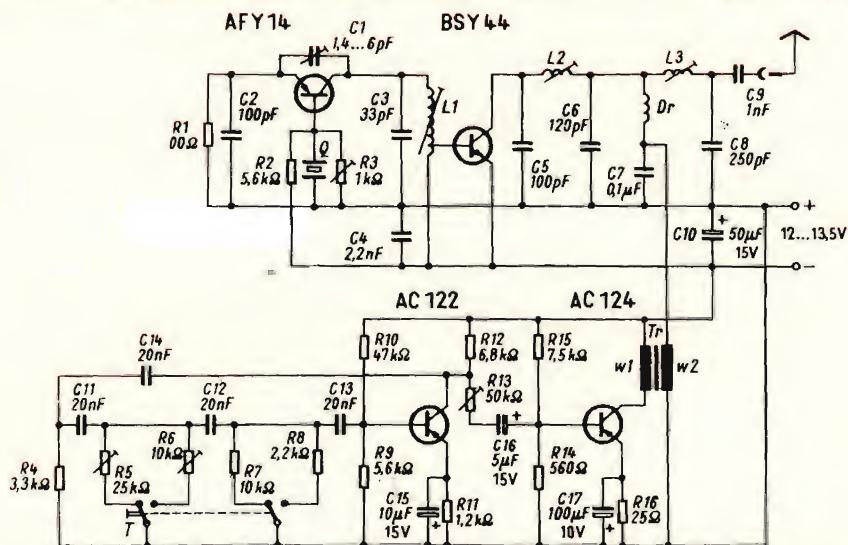 AFY 14
C1
1,4...6pF
BSY 44
L2
L3
C9
1nF
C2
100pF
C3
33pF
L1
C6
120pF
Dr
R1
00Ω
R2
5,6kΩ
Q
R3
1kΩ
C5
100pF
C7
0,1µF
C8
250pF
C4
2,2nF
C10
+
50µF
15V
+
12...13,5V
−
AC 122
AC 124
C14
20nF
R10
47kΩ
R12
6,8kΩ
R15
7,5kΩ
Tr
w1
w2
C11
20nF
C12
20nF
C13
20nF
R13
50kΩ
R4
3,3kΩ
R5
25kΩ
R6
10kΩ
R7
10kΩ
R8
2,2kΩ
R9
5,6kΩ
C16
5µF
15V
+
R14
560Ω
T
C15
10µF
15V
+
R11
1,2kΩ
C17
100µF
10V
+
R16
25Ω